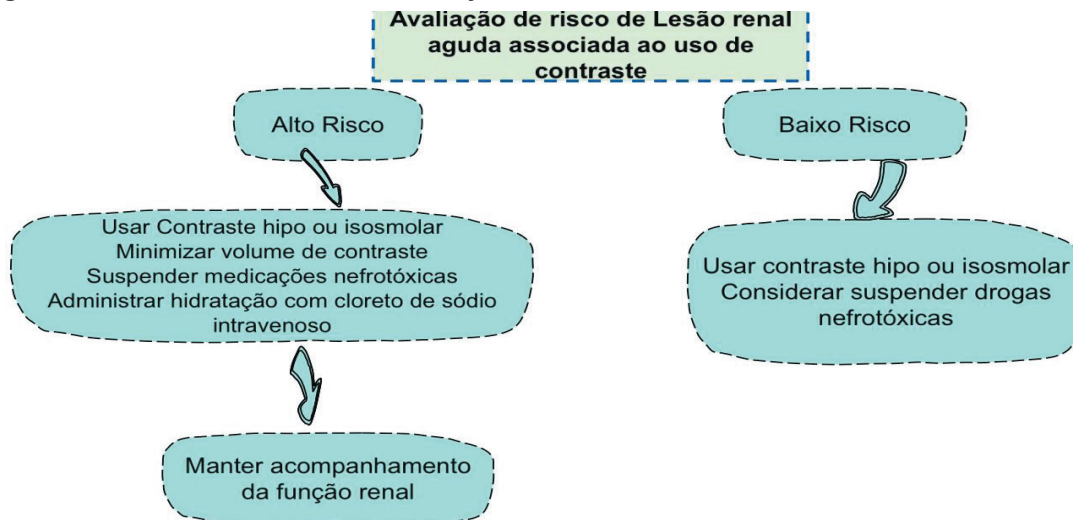 Avaliação de risco de Lesão renal
aguda associada ao uso de
contraste
Alto Risco
Baixo Risco
Usar Contraste hipo ou isosmolar
Minimizar volume de contraste
Suspender medicações nefrotóxicas
Administrar hidratação com cloreto de sódio
intravenoso
Usar contraste hipo ou isosmolar
Considerar suspender drogas
nefrotóxicas
Manter acompanhamento
da função renal